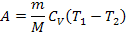 A = m/M C_V(T_1 − T_2)